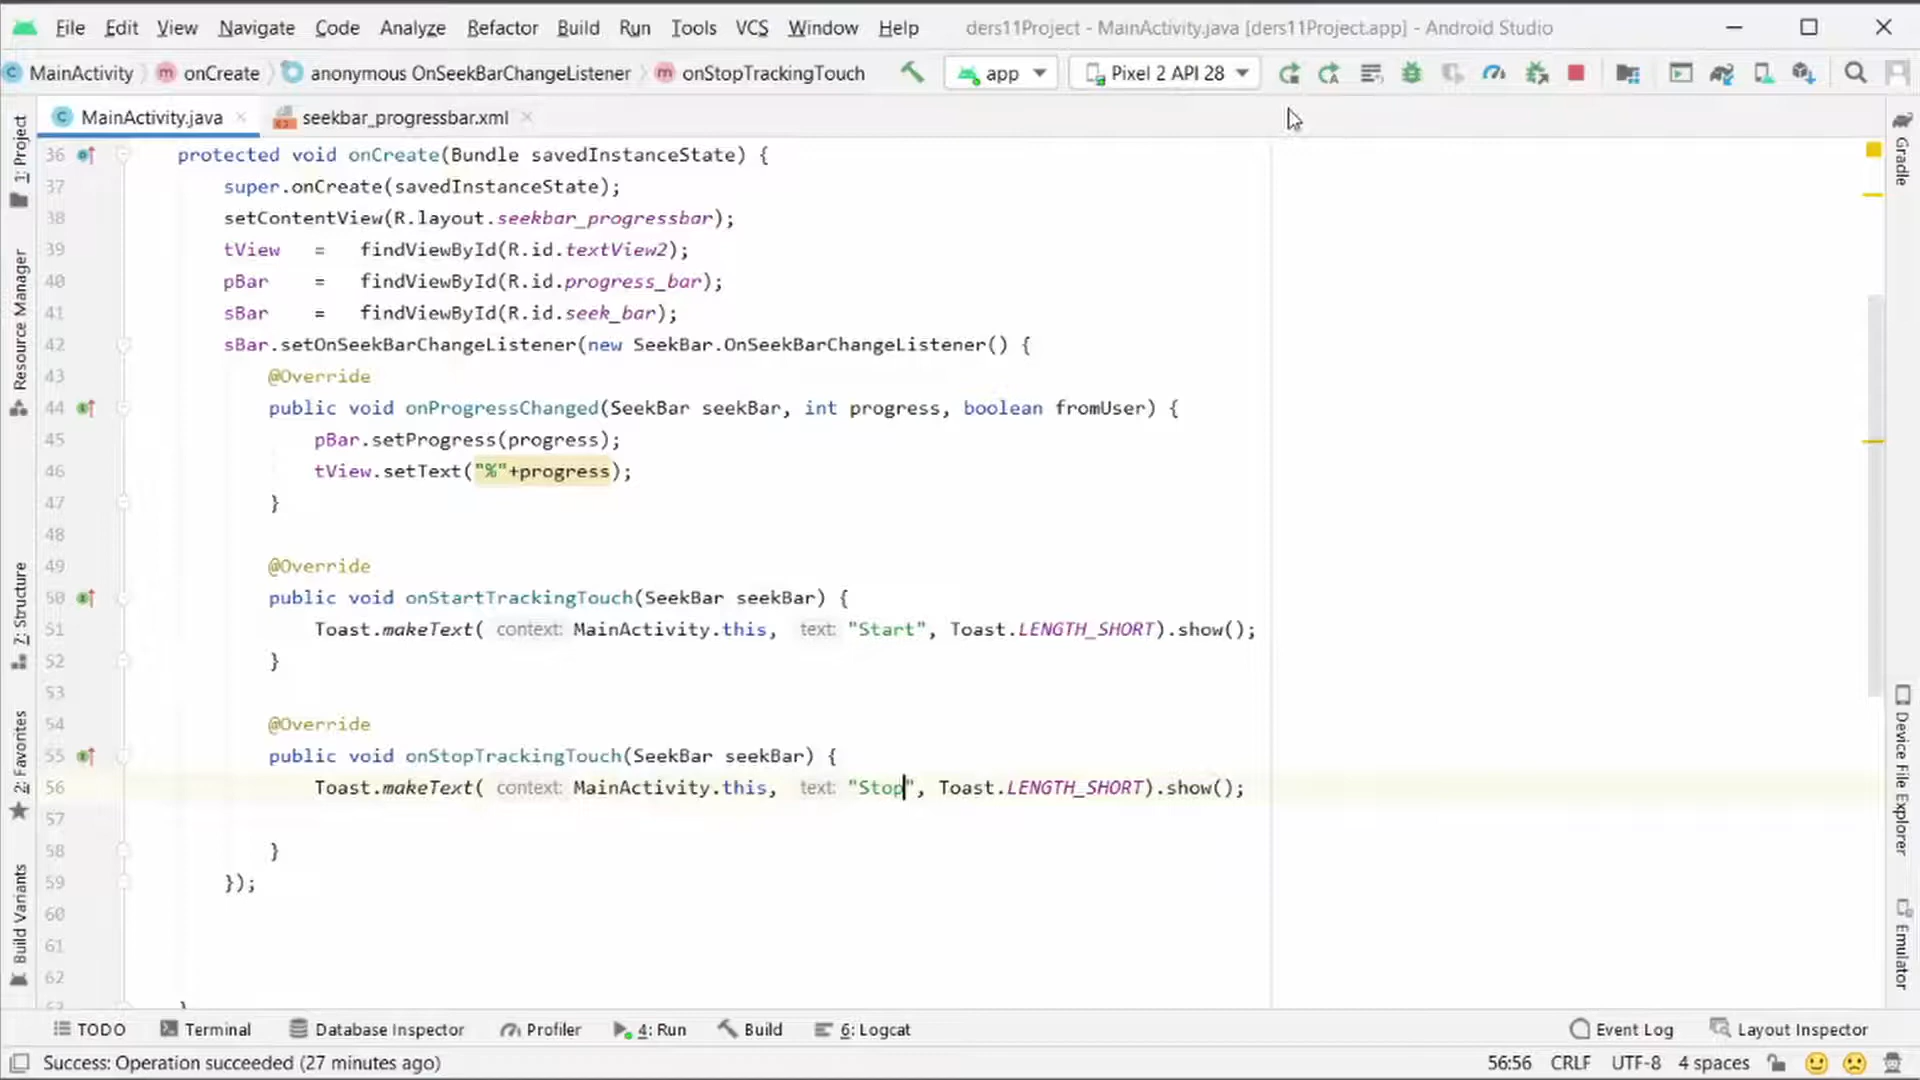 File Edit View Navigate Code Analyze Refactor Build Run Tools VCS Window Help ders11Project - MainActivity.java [ders11Project.app] - Android Studio
MainActivity onCreate anonymous OnSeekBarChangeListener onStopTrackingTouch app Pixel 2 API 28
MainActivity.java seekbar_progressbar.xml
36 protected void onCreate(Bundle savedInstanceState) {
37 super.onCreate(savedInstanceState);
38 setContentView(R.layout.seekbar_progressbar);
39 tView = findViewById(R.id.textView2);
40 pBar = findViewById(R.id.progress_bar);
41 sBar = findViewById(R.id.seek_bar);
42 sBar.setOnSeekBarChangeListener(new SeekBar.OnSeekBarChangeListener() {
43 @Override
44 public void onProgressChanged(SeekBar seekBar, int progress, boolean fromUser) {
45 pBar.setProgress(progress);
46 tView.setText("%"+progress);
47 }
48
49 @Override
50 public void onStartTrackingTouch(SeekBar seekBar) {
51 Toast.makeText( context: MainActivity.this, text: "Start", Toast.LENGTH_SHORT).show();
52 }
53
54 @Override
55 public void onStopTrackingTouch(SeekBar seekBar) {
56 Toast.makeText( context: MainActivity.this, text: "Stop", Toast.LENGTH_SHORT).show();
57
58 }
59 });
60
61
62
1: Project
Resource Manager
7: Structure
2: Favorites
Build Variants
Gradle
Device File Explorer
Emulator
TODO Terminal Database Inspector Profiler 4: Run Build 6: Logcat Event Log Layout Inspector
Success: Operation succeeded (27 minutes ago) 56:56 CRLF UTF-8 4 spaces